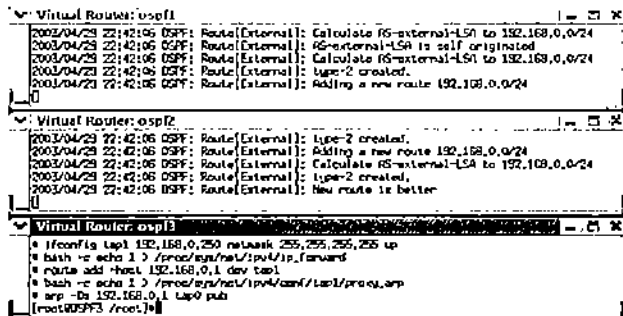 Virtual Router: ospf1
2003/04/29 22:42:06 OSPF: Route[External]: Calculate AS-external-LSA to 192.168.0.0/24
2003/04/29 22:42:06 OSPF: Route[External]: AS-external-LSA is self originated
2003/04/29 22:42:06 OSPF: Route[External]: Calculate AS-external-LSA to 192.168.0.0/24
2003/04/29 22:42:06 OSPF: Route[External]: type-2 created.
2003/04/29 22:42:06 OSPF: Route[External]: Adding a new route 192.168.0.0/24
Virtual Router: ospf2
2003/04/29 22:42:06 OSPF: Route[External]: type-2 created.
2003/04/29 22:42:06 OSPF: Route[External]: Adding a new route 192.168.0.0/24
2003/04/29 22:42:06 OSPF: Route[External]: Calculate AS-external-LSA to 192.168.0.0/24
2003/04/29 22:42:06 OSPF: Route[External]: type-2 created.
2003/04/29 22:42:06 OSPF: Route[External]: New route is better
Virtual Router: ospf3
# ifconfig tap1 192.168.0.250 netmask 255.255.255.255 up
# bash -c echo 1 > /proc/sys/net/ipv4/ip_forward
# route add -host 192.168.0.1 dev tap1
# bash -c echo 1 > /proc/sys/net/ipv4/conf/tap1/proxy_arp
# arp -Ds 192.168.0.1 tap0 pub
[root@OSPF3 /root]#